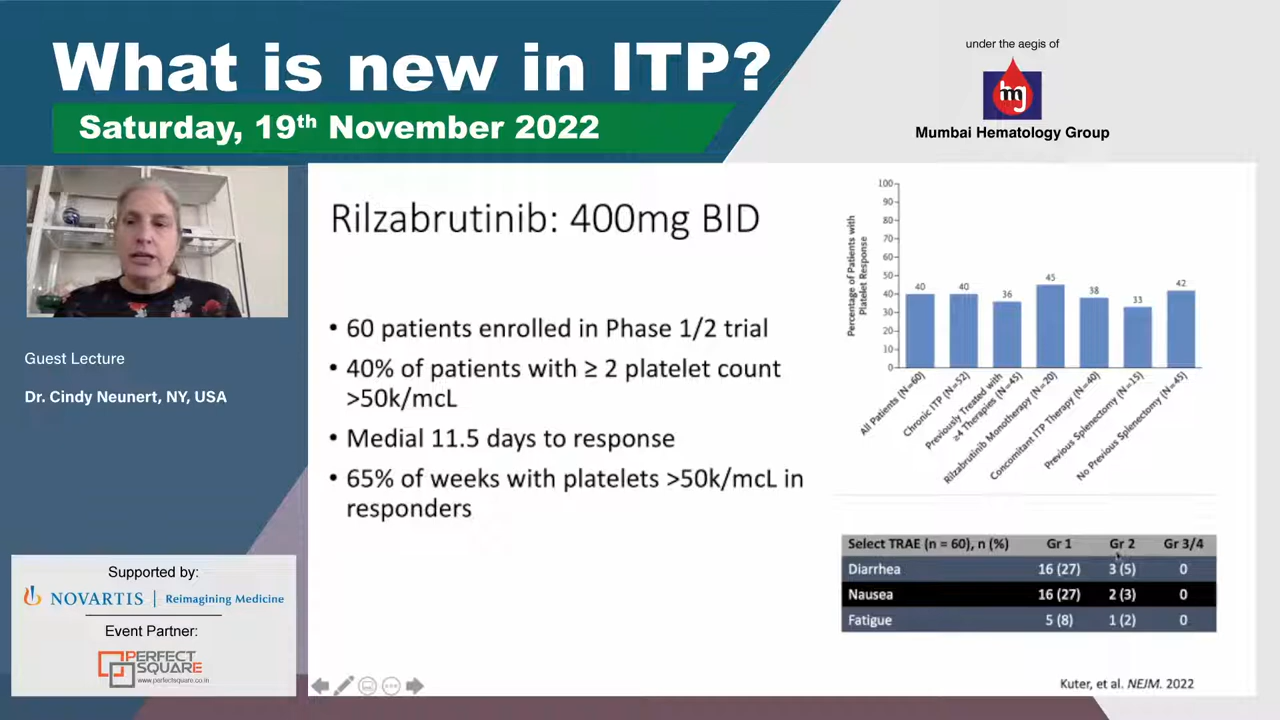 What is new in ITP?
Saturday, 19th November 2022
under the aegis of
mg
Mumbai Hematology Group
Guest Lecture
Dr. Cindy Neunert, NY, USA
Supported by:
NOVARTIS | Reimagining Medicine
Event Partner:
PERFECT
SQUARE
www.perfectsquare.co.in
Rilzabrutinib: 400mg BID
• 60 patients enrolled in Phase 1/2 trial
• 40% of patients with ≥ 2 platelet count
>50k/mcL
• Medial 11.5 days to response
• 65% of weeks with platelets >50k/mcL in
responders
Percentage of Patients with
Platelet Response
100
90
80
70
60
50
40
30
20
10
0
40
40
36
45
38
33
42
All Patients (N=60)
Chronic ITP (N=52)
Previously Treated with
≥4 Therapies (N=45)
Rilzabrutinib Monotherapy (N=20)
Concomitant ITP Therapy (N=40)
Previous Splenectomy (N=15)
No Previous Splenectomy (N=45)
Select TRAE (n = 60), n (%) Gr 1 Gr 2 Gr 3/4
Diarrhea 16 (27) 3 (5) 0
Nausea 16 (27) 2 (3) 0
Fatigue 5 (8) 1 (2) 0
Kuter, et al. NEJM. 2022